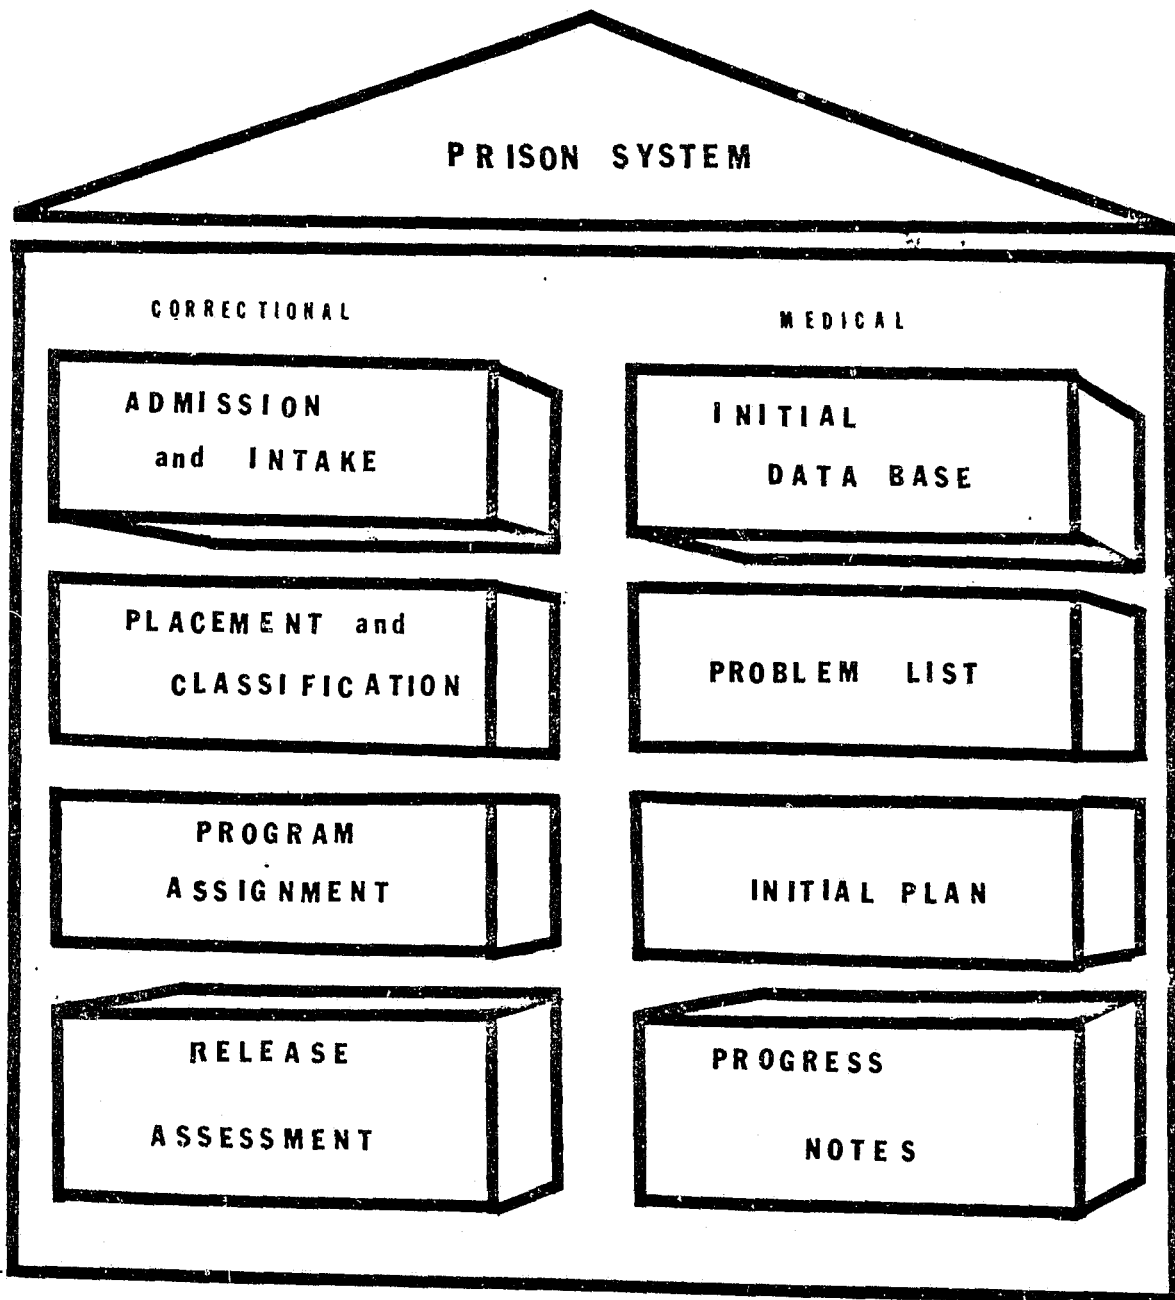 PRISON SYSTEM
CORRECTIONAL
ADMISSION
and INTAKE
PLACEMENT and
CLASSIFICATION
PROGRAM
ASSIGNMENT
RELEASE
ASSESSMENT
MEDICAL
INITIAL
DATA BASE
PROBLEM LIST
INITIAL PLAN
PROGRESS
NOTES